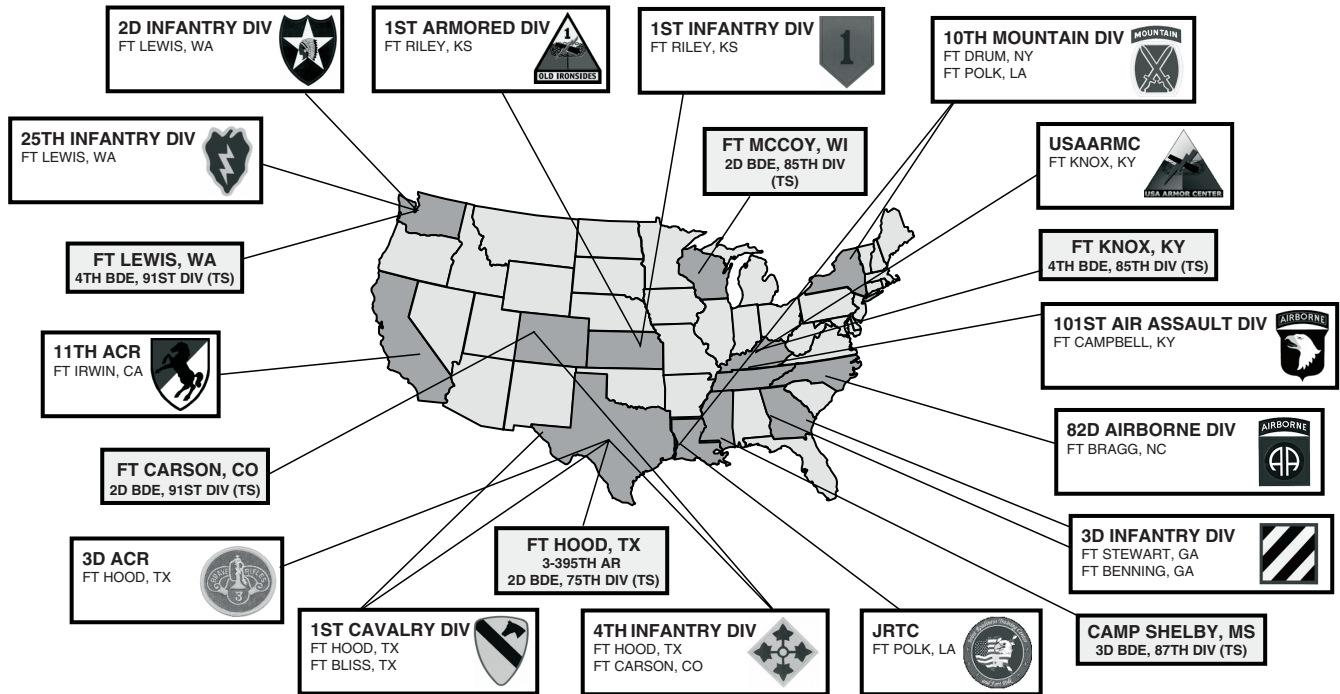 2D INFANTRY DIV
FT LEWIS, WA
1ST ARMORED DIV
FT RILEY, KS
1
OLD IRONSIDES
1ST INFANTRY DIV
FT RILEY, KS
1
10TH MOUNTAIN DIV
FT DRUM, NY
FT POLK, LA
MOUNTAIN
25TH INFANTRY DIV
FT LEWIS, WA
FT MCCOY, WI
2D BDE, 85TH DIV
(TS)
USAARMC
FT KNOX, KY
USA ARMOR CENTER
FT LEWIS, WA
4TH BDE, 91ST DIV (TS)
FT KNOX, KY
4TH BDE, 85TH DIV (TS)
11TH ACR
FT IRWIN, CA
101ST AIR ASSAULT DIV
FT CAMPBELL, KY
AIRBORNE
FT CARSON, CO
2D BDE, 91ST DIV (TS)
82D AIRBORNE DIV
FT BRAGG, NC
AIRBORNE
AA
3D ACR
FT HOOD, TX
BRAVE RIFLES
3
FT HOOD, TX
3-395TH AR
2D BDE, 75TH DIV (TS)
3D INFANTRY DIV
FT STEWART, GA
FT BENNING, GA
1ST CAVALRY DIV
FT HOOD, TX
FT BLISS, TX
4TH INFANTRY DIV
FT HOOD, TX
FT CARSON, CO
JRTC
FT POLK, LA
CAMP SHELBY, MS
3D BDE, 87TH DIV (TS)